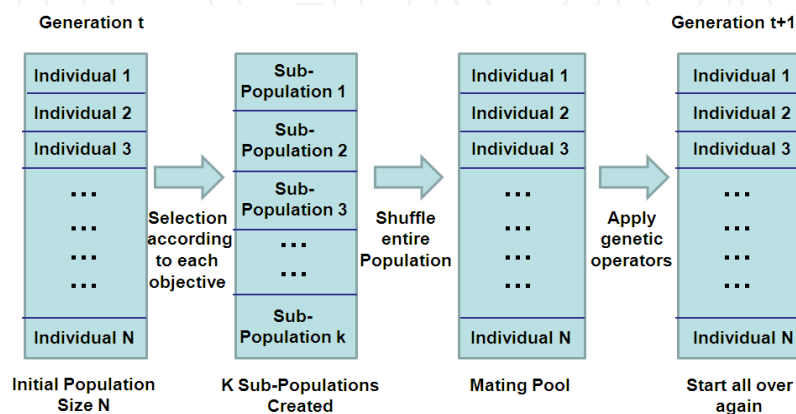 Generation t
Generation t+1
Individual 1
Individual 2
Individual 3
...
...
...
...
Individual N
Initial Population
Size N
Selection
according
to each
objective
Sub-
Population 1
Sub-
Population 2
Sub-
Population 3
...
...
Sub-
Population k
K Sub-Populations
Created
Shuffle
entire
Population
Individual 1
Individual 2
Individual 3
...
...
...
...
Individual N
Mating Pool
Apply
genetic
operators
Individual 1
Individual 2
Individual 3
...
...
...
...
Individual N
Start all over
again